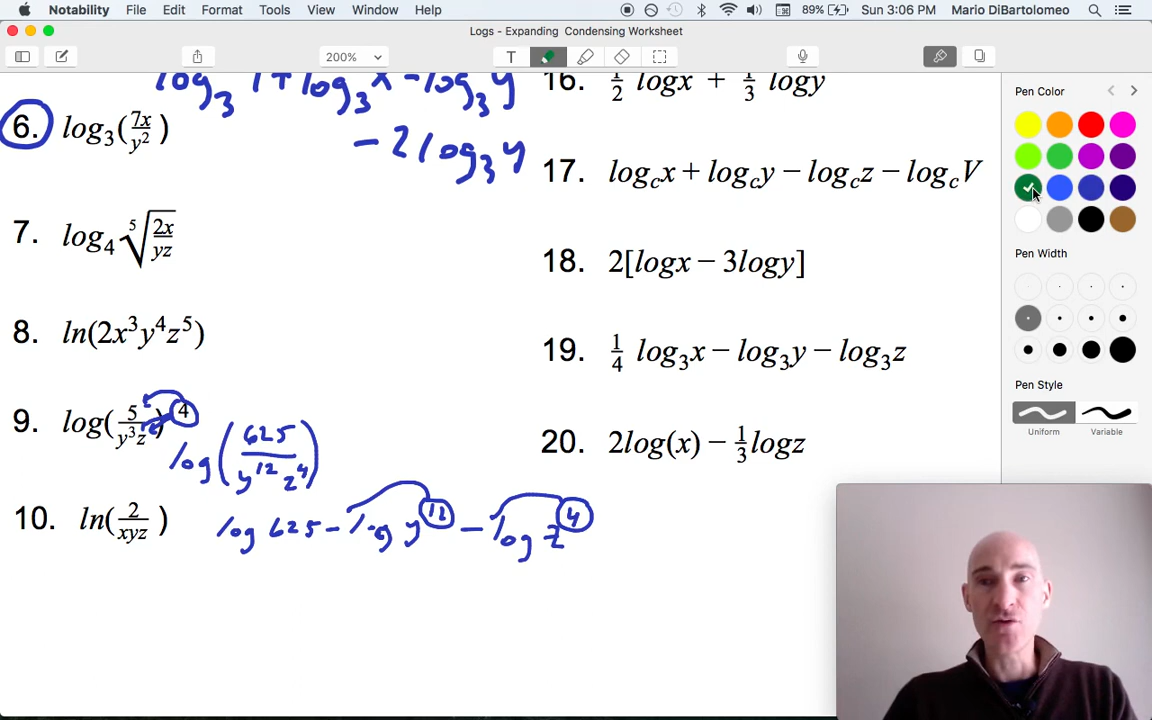 Notability File Edit Format Tools View Window Help 89% Sun 3:06 PM Mario DiBartolomeo
Logs - Expanding Condensing Worksheet
200% T
log₃ 7 + log₃ x - log₃ y
- 2 log₃ y
6. log₃(7x/y²)
7. log₄ ⁵√(2x/yz)
8. ln(2x³y⁴z⁵)
9. log(5/y³z)⁴
log(625/y¹²z⁴)
log 625 - log y¹² - log z⁴
10. ln(2/xyz)
16. 1/2 logx + 1/3 logy
17. log꜀x + log꜀y − log꜀z − log꜀V
18. 2[logx − 3logy]
19. 1/4 log₃x − log₃y − log₃z
20. 2log(x) − 1/3 logz
Pen Color
Pen Width
Pen Style
Uniform Variable